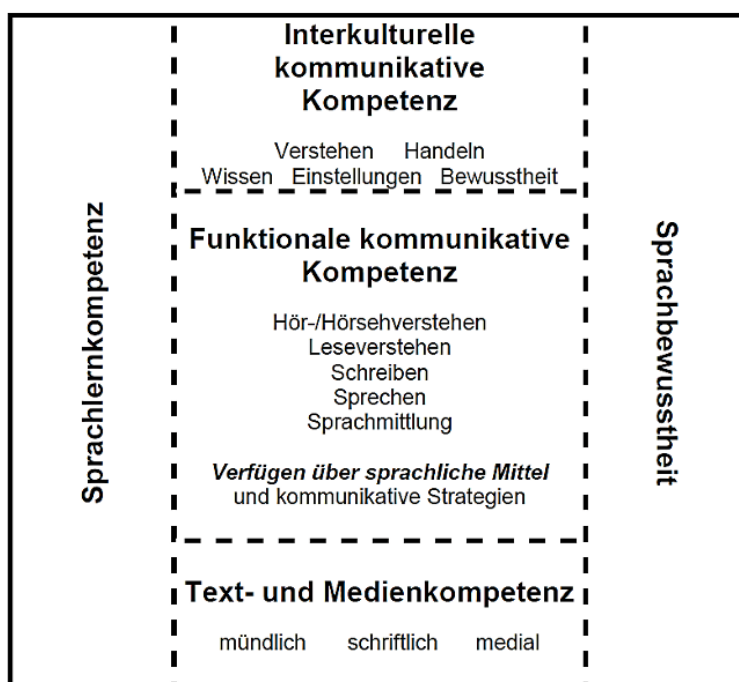 Sprachlernkompetenz
Interkulturelle
kommunikative
Kompetenz
Verstehen Handeln
Wissen Einstellungen Bewusstheit
Funktionale kommunikative
Kompetenz
Hör-/Hörsehverstehen
Leseverstehen
Schreiben
Sprechen
Sprachmittlung
Verfügen über sprachliche Mittel
und kommunikative Strategien
Text- und Medienkompetenz
mündlich schriftlich medial
Sprachbewusstheit